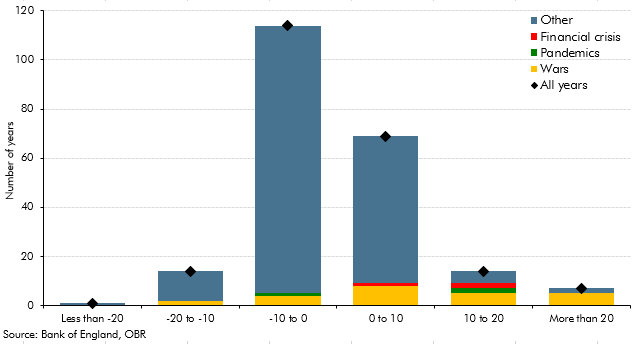 120
100
80
60
40
20
0
Number of years
Other
Financial crisis
Pandemics
Wars
All years
Less than -20
-20 to -10
-10 to 0
0 to 10
10 to 20
More than 20
Source: Bank of England, OBR